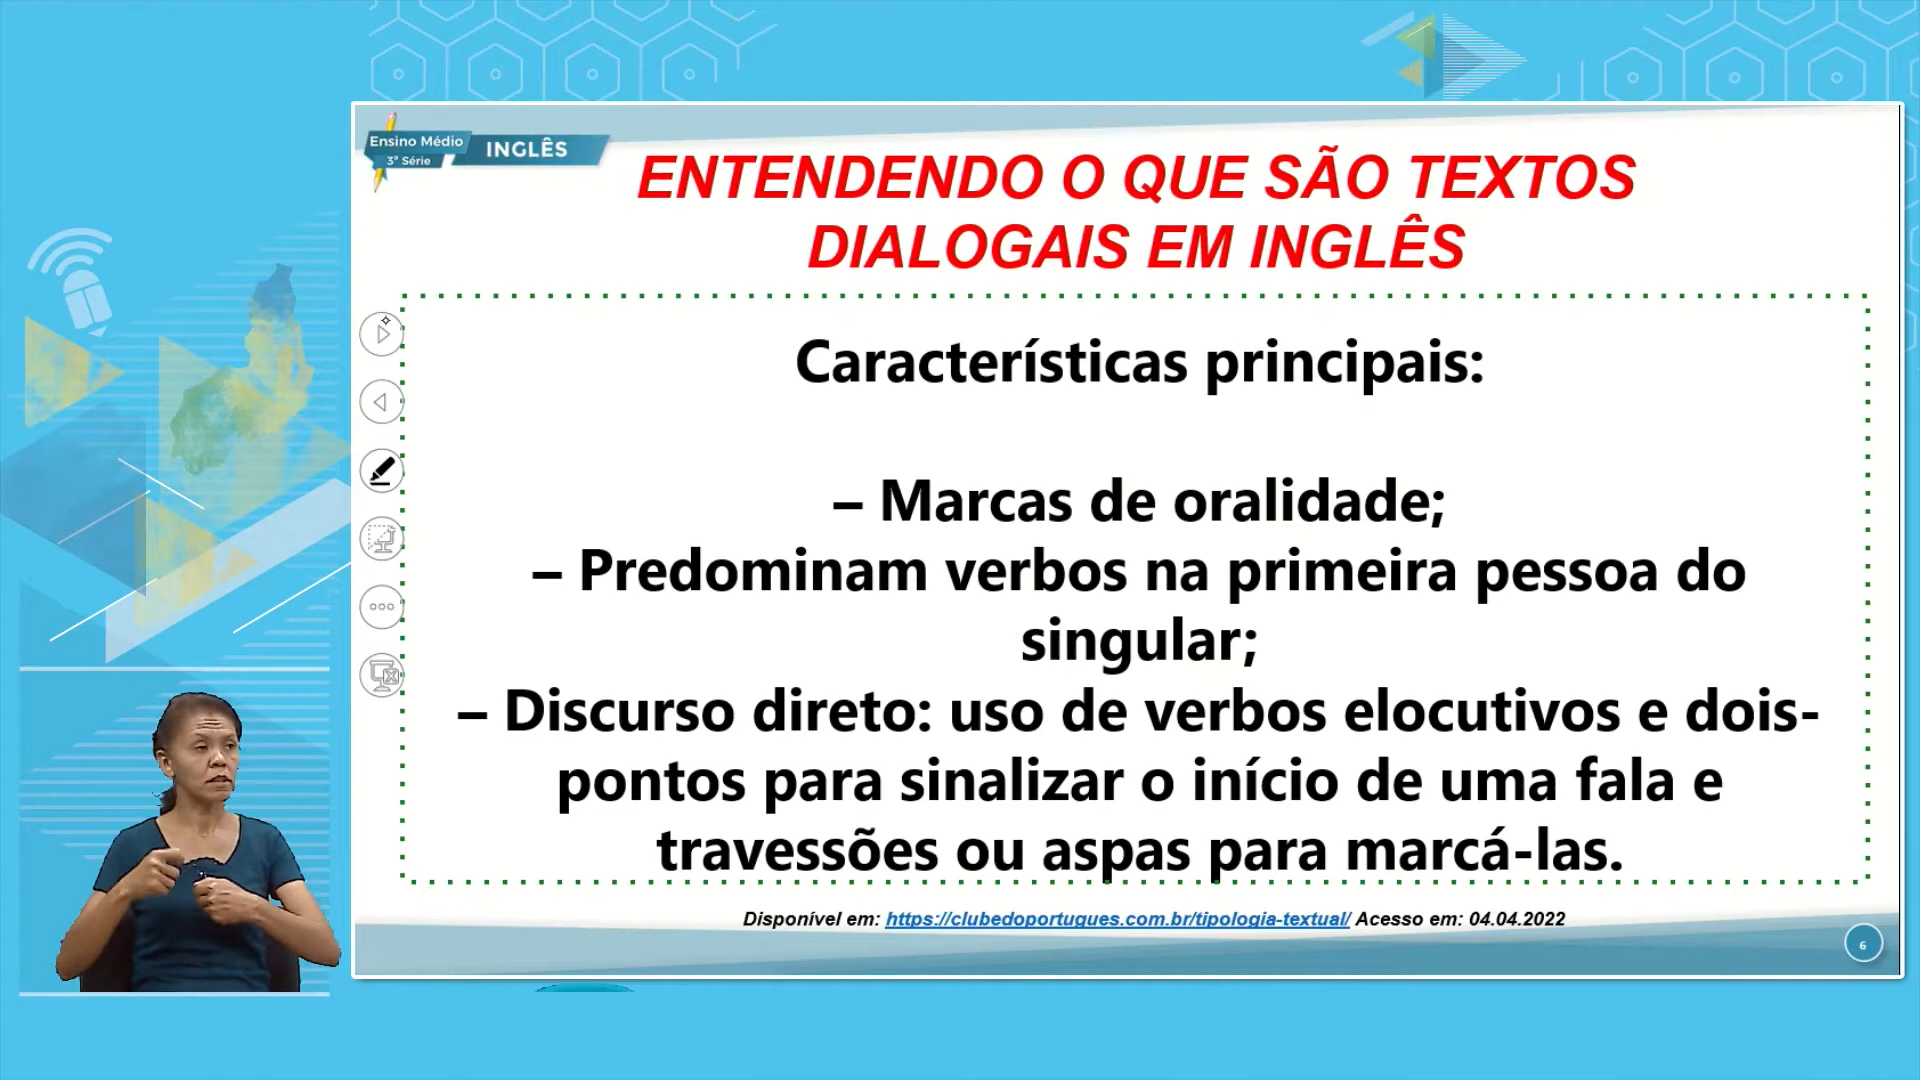 Ensino Médio
3ª Série
INGLÊS
ENTENDENDO O QUE SÃO TEXTOS
DIALOGAIS EM INGLÊS
Características principais:
– Marcas de oralidade;
– Predominam verbos na primeira pessoa do
singular;
– Discurso direto: uso de verbos elocutivos e dois-
pontos para sinalizar o início de uma fala e
travessões ou aspas para marcá-las.
Disponível em: https://clubedoportugues.com.br/tipologia-textual/ Acesso em: 04.04.2022
6